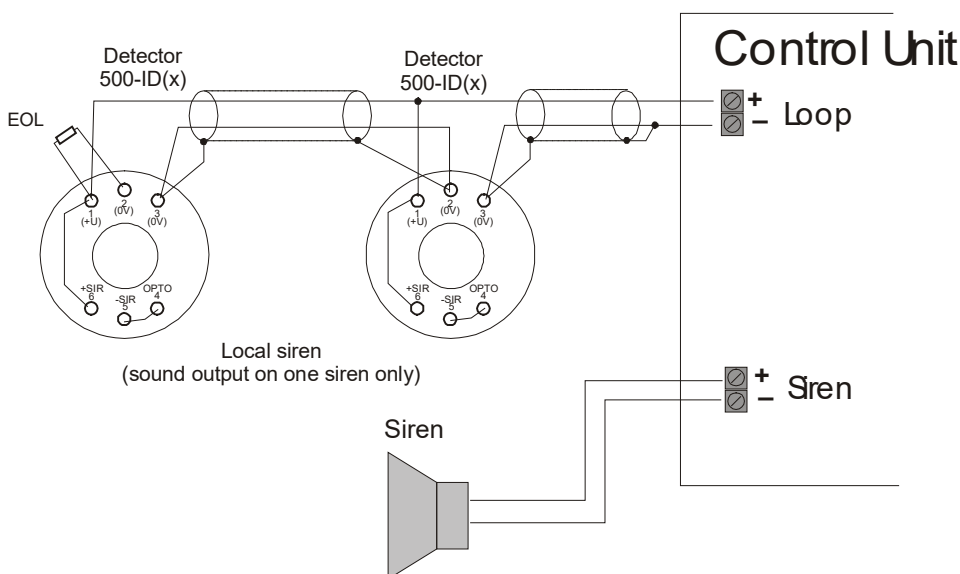 Control Unit
Detector
500-ID(x)
Detector
500-ID(x)
EOL
+
Loop
–
1
(+U)
2
(0V)
3
(0V)
+SIR
6
-SIR
5
OPTO
4
1
(+U)
2
(0V)
3
(0V)
+SIR
6
-SIR
5
OPTO
4
Local siren
(sound output on one siren only)
+
Siren
–
Siren